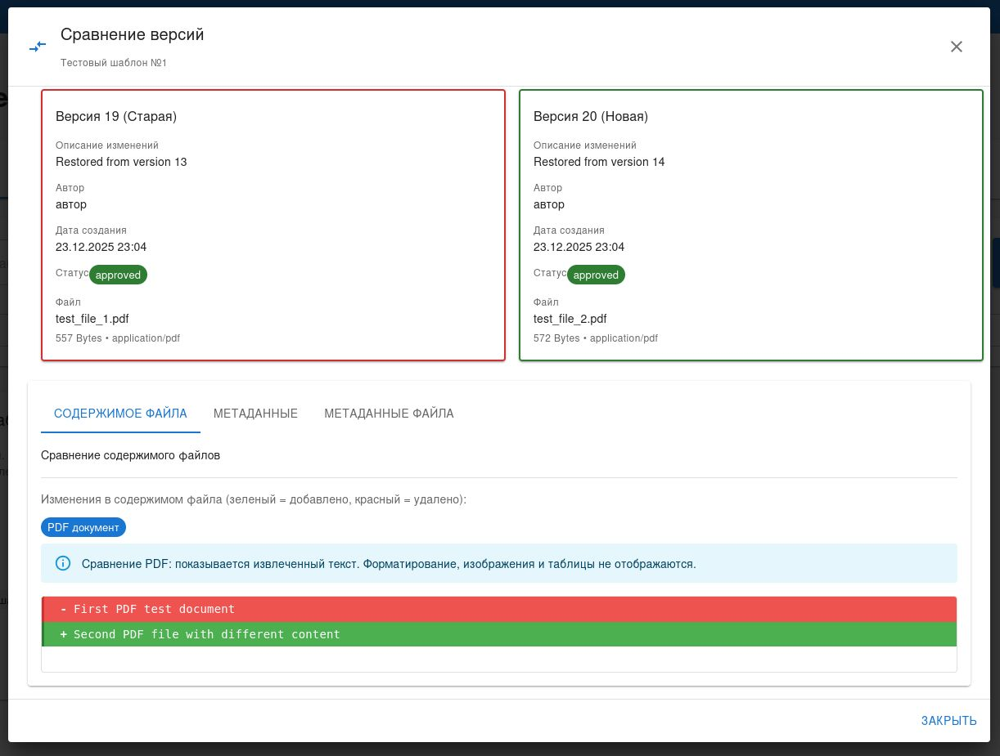 Сравнение версий
Тестовый шаблон №1
Версия 19 (Старая)
Описание изменений
Restored from version 13
Автор
автор
Дата создания
23.12.2025 23:04
Статус approved
Файл
test_file_1.pdf
557 Bytes • application/pdf
Версия 20 (Новая)
Описание изменений
Restored from version 14
Автор
автор
Дата создания
23.12.2025 23:04
Статус approved
Файл
test_file_2.pdf
572 Bytes • application/pdf
СОДЕРЖИМОЕ ФАЙЛА МЕТАДАННЫЕ МЕТАДАННЫЕ ФАЙЛА
Сравнение содержимого файлов
Изменения в содержимом файла (зеленый = добавлено, красный = удалено):
PDF документ
Сравнение PDF: показывается извлеченный текст. Форматирование, изображения и таблицы не отображаются.
- First PDF test document
+ Second PDF file with different content
ЗАКРЫТЬ